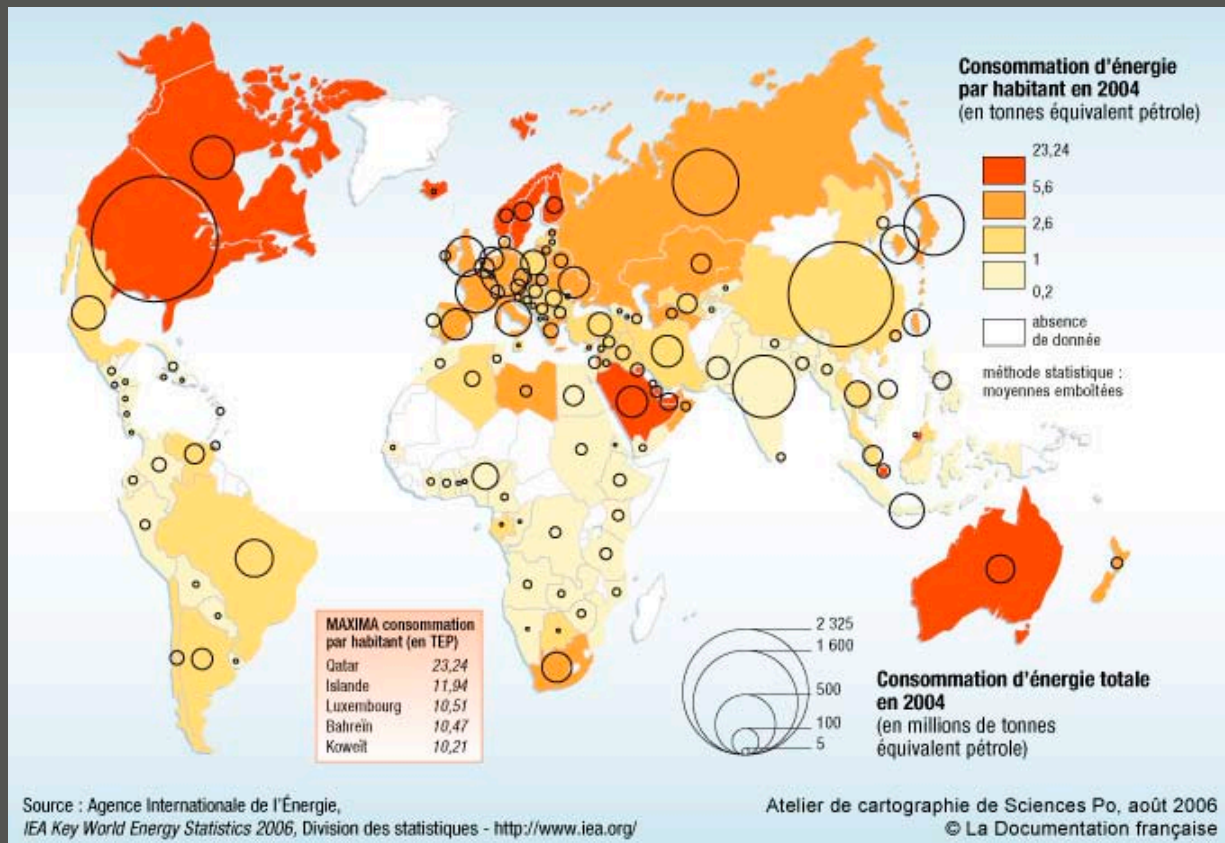 Consommation d'énergie
par habitant en 2004
(en tonnes équivalent pétrole)
23,24
5,6
2,6
1
0,2
absence
de donnée
méthode statistique :
moyennes emboîtées
MAXIMA consommation
par habitant (en TEP)
Qatar 23,24
Islande 11,94
Luxembourg 10,51
Bahreïn 10,47
Koweït 10,21
2 325
1 600
500
100
5
Consommation d'énergie totale
en 2004
(en millions de tonnes
équivalent pétrole)
Source : Agence Internationale de l'Énergie,
IEA Key World Energy Statistics 2006, Division des statistiques - http://www.iea.org/
Atelier de cartographie de Sciences Po, août 2006
© La Documentation française